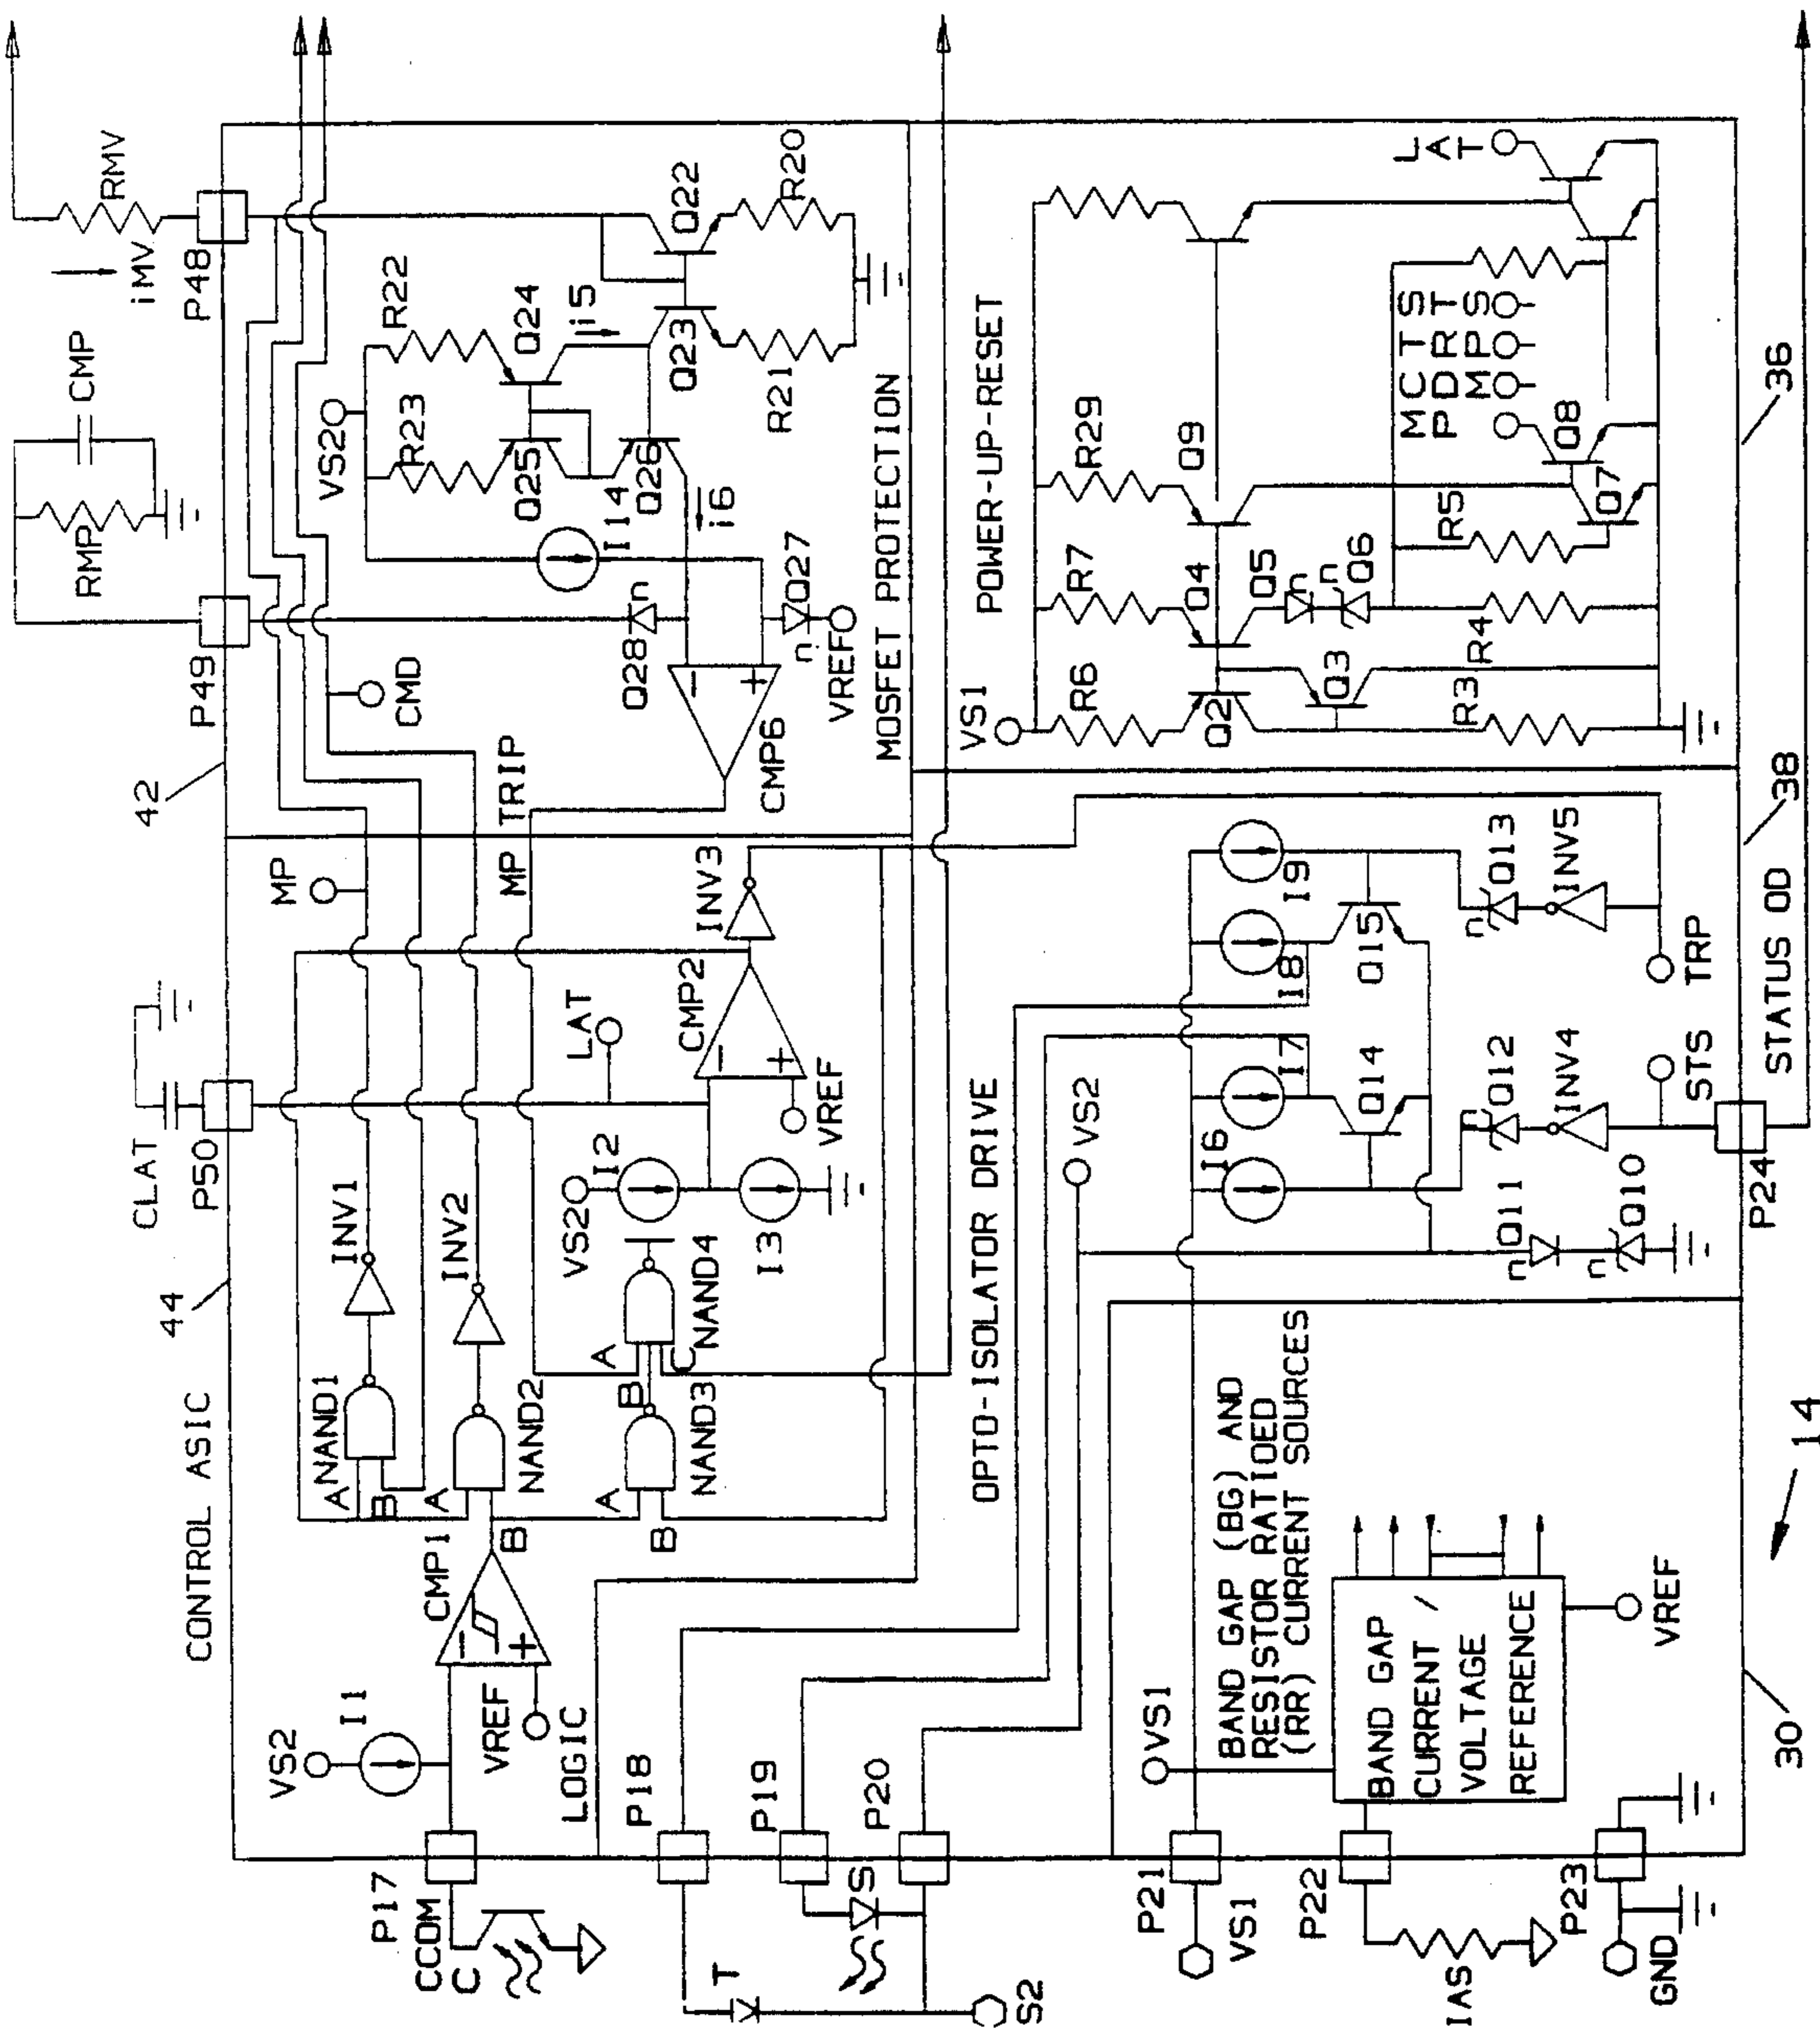 RMV
iMV
P48
CMP
RMP
P49
CLAT
P50
CONTROL ASIC
44
42
MP
CMD
VS2
R22
R23
Q24
Q25
i5
Q26
I14
i6
Q28
n
Q27
n
VREF
Q23
Q22
R21
R20
CMP6
MOSFET PROTECTION
MP TRIP
INV1
INV2
INV3
NAND1
A
B
NAND2
A
B
NAND3
A
B
NAND4
A
B
C
VS2
I2
I3
LAT
CMP2
VREF
-
+
-
+
CMP1
-
+
VREF
VS2
I1
LOGIC
P17
CCOM
C
P18
P19
P20
T
S
S2
OPTO-ISOLATOR DRIVE
VS2
I6
I7
I8
I9
Q14
Q15
Q11
n
Q10
n
Q12
n
INV4
Q13
n
INV5
STS
TRP
P24
STATUS OD
POWER-UP-RESET
VS1
R6
R7
R29
Q2
Q4
Q9
Q3
Q5
n
Q6
n
R3
R4
R5
Q7
Q8
MCTS
PDRT
MPS
LAT
BAND GAP (BG) AND
RESISTOR RATIOED
(RR) CURRENT SOURCES
VS1
BAND GAP
CURRENT /
VOLTAGE
REFERENCE
VREF
P21
VS1
P22
IAS
P23
GND
30
14
38
36